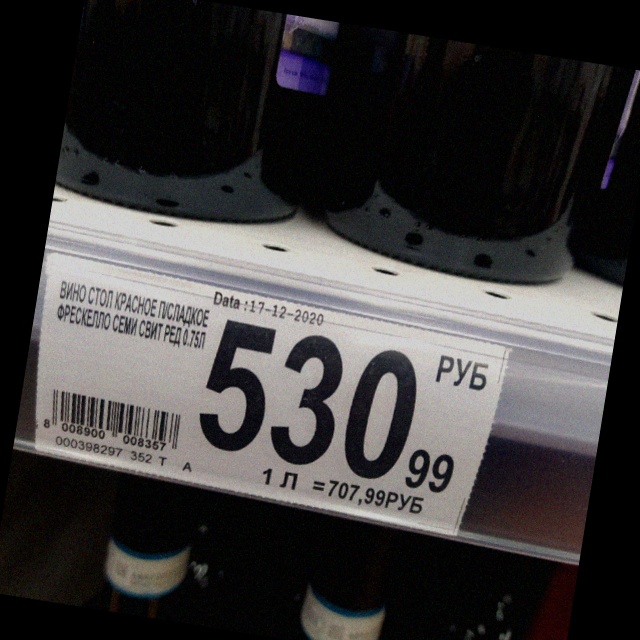 ВИНО СТОЛ КРАСНОЕ П/СЛАДКОЕ
ФРЕСКЕЛЛО СЕМИ СВИТ РЕД 0.75Л
Data :17-12-2020
530 99 РУБ
8 008900 008357
000398297 352 Т А
1 Л =707,99РУБ